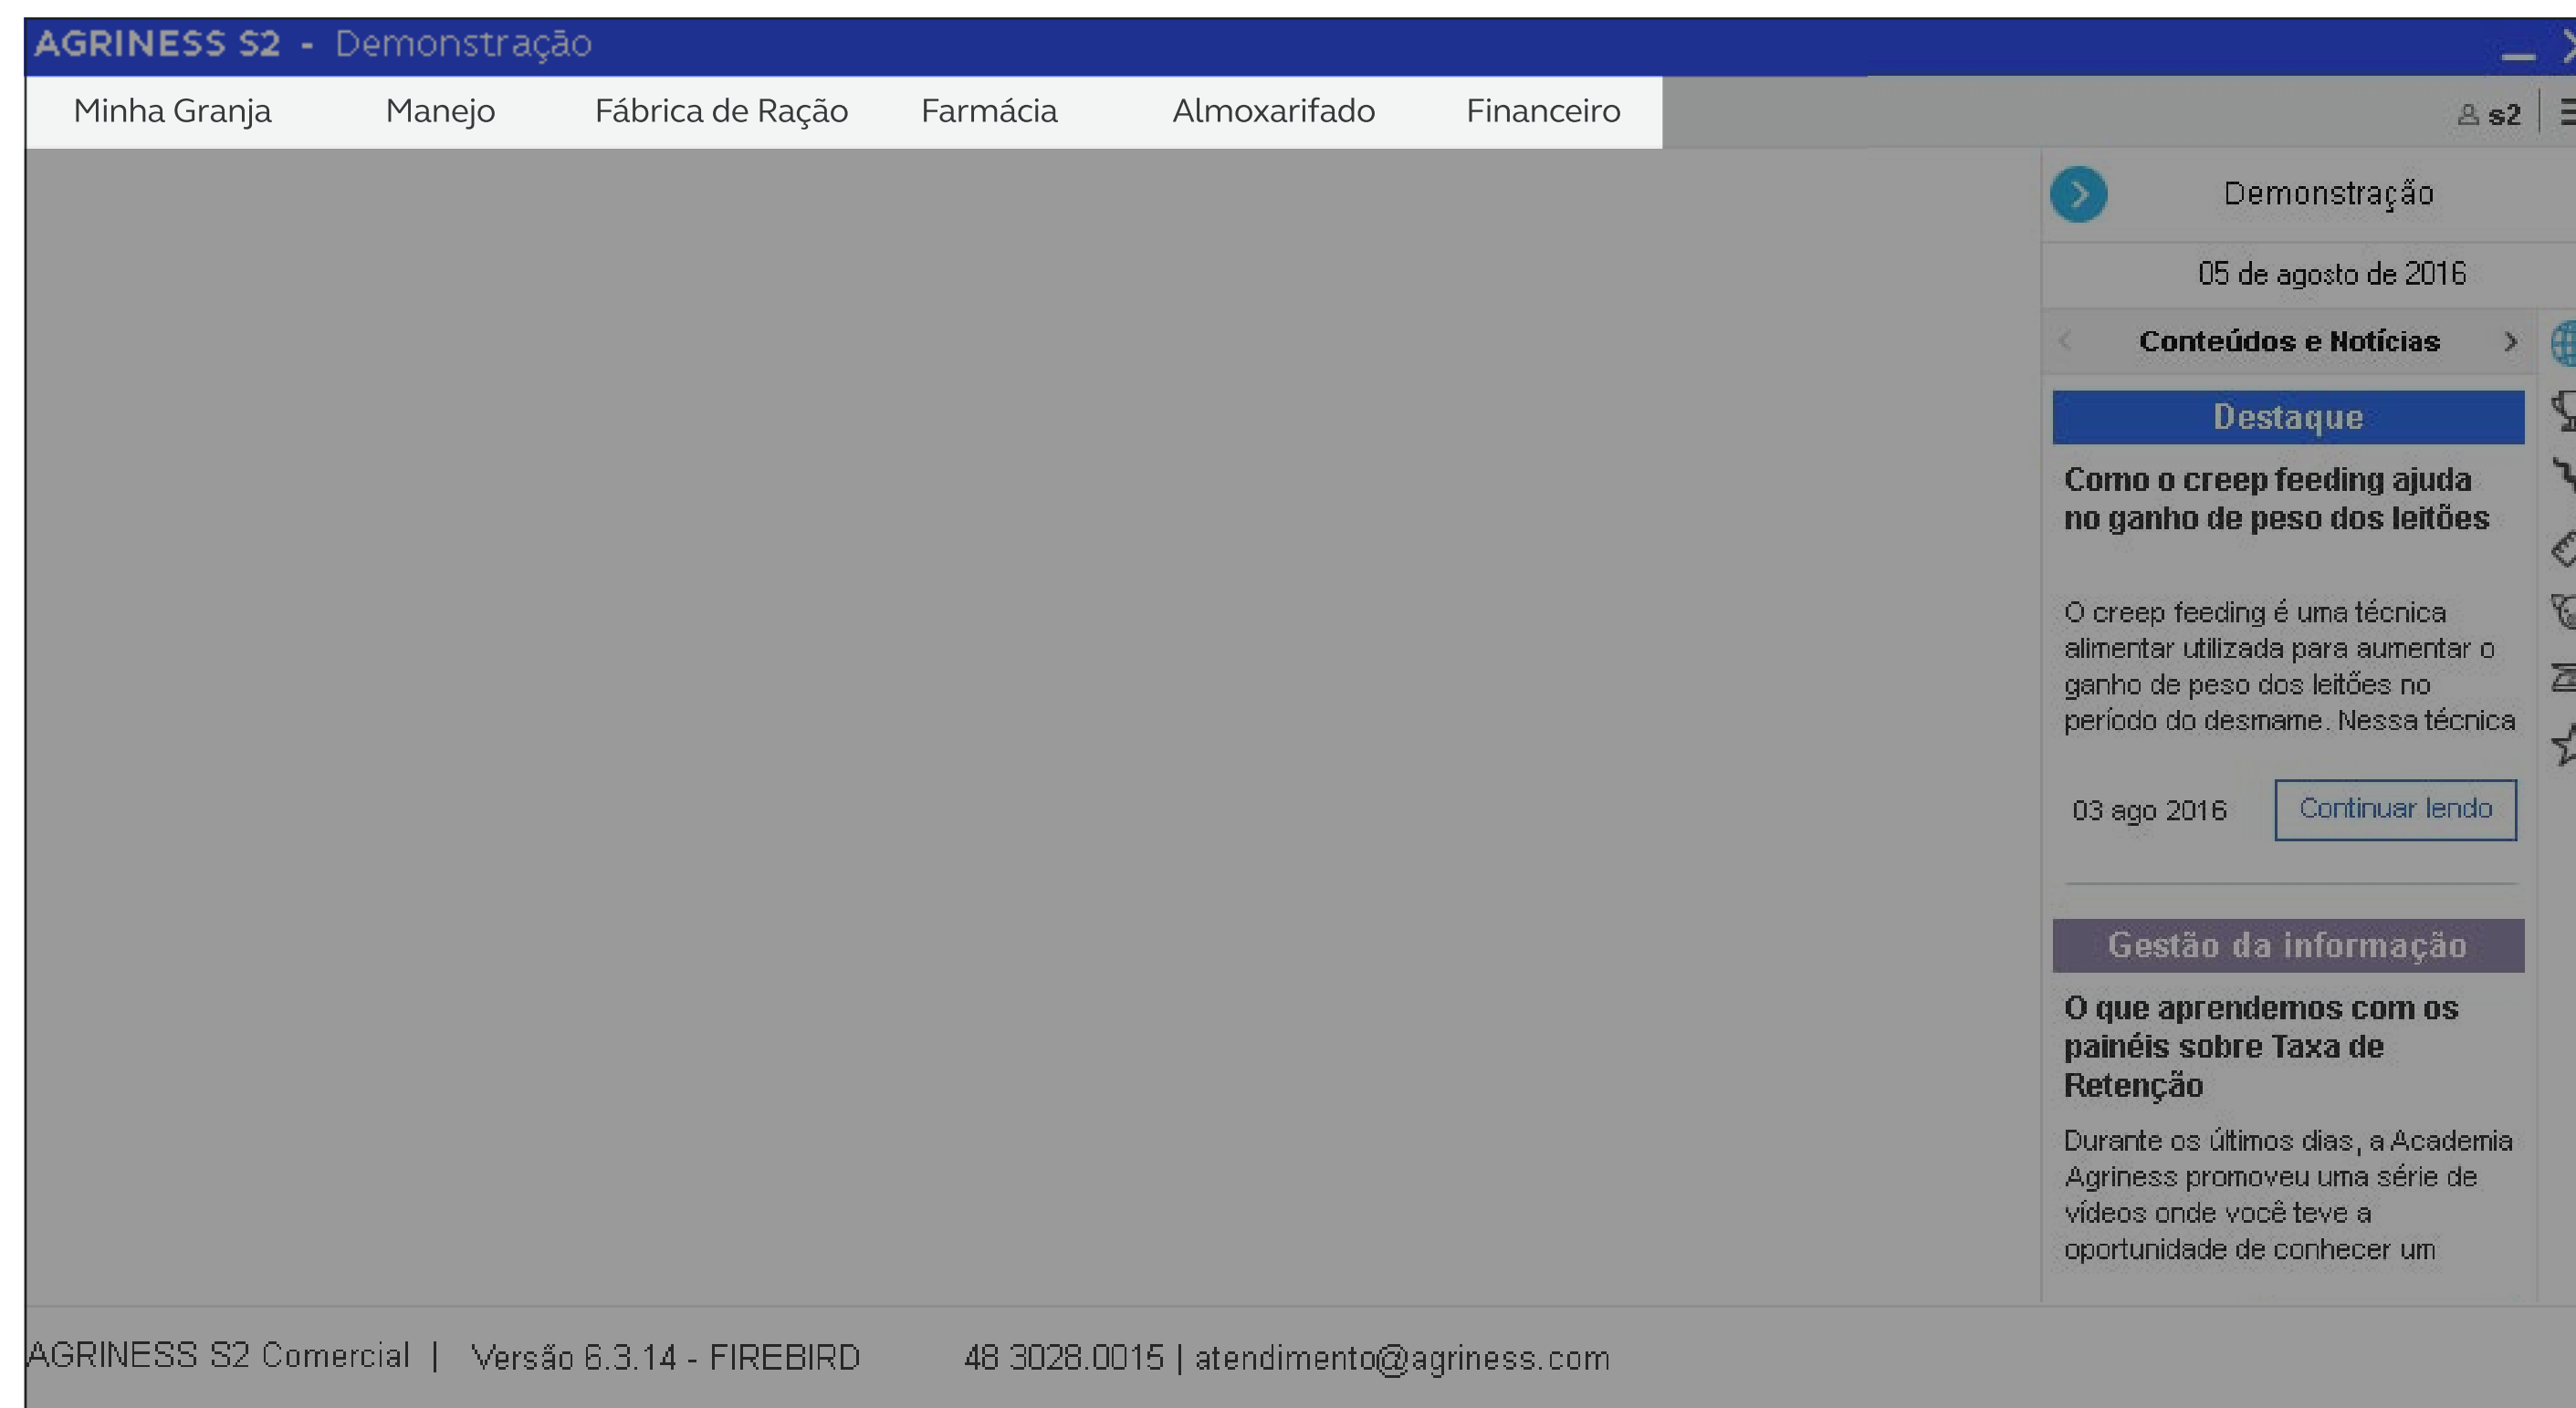 AGRINESS S2 - Demonstração
Minha Granja Manejo Fábrica de Ração Farmácia Almoxarifado Financeiro
s2
Demonstração
05 de agosto de 2016
Conteúdos e Notícias
Destaque
Como o creep feeding ajuda
no ganho de peso dos leitões
O creep feeding é uma técnica
alimentar utilizada para aumentar o
ganho de peso dos leitões no
período do desmame. Nessa técnica
03 ago 2016 Continuar lendo
Gestão da informação
O que aprendemos com os
painéis sobre Taxa de
Retenção
Durante os últimos dias, a Academia
Agriness promoveu uma série de
vídeos onde você teve a
oportunidade de conhecer um
AGRINESS S2 Comercial | Versão 6.3.14 - FIREBIRD 48 3028.0015 | atendimento@agriness.com